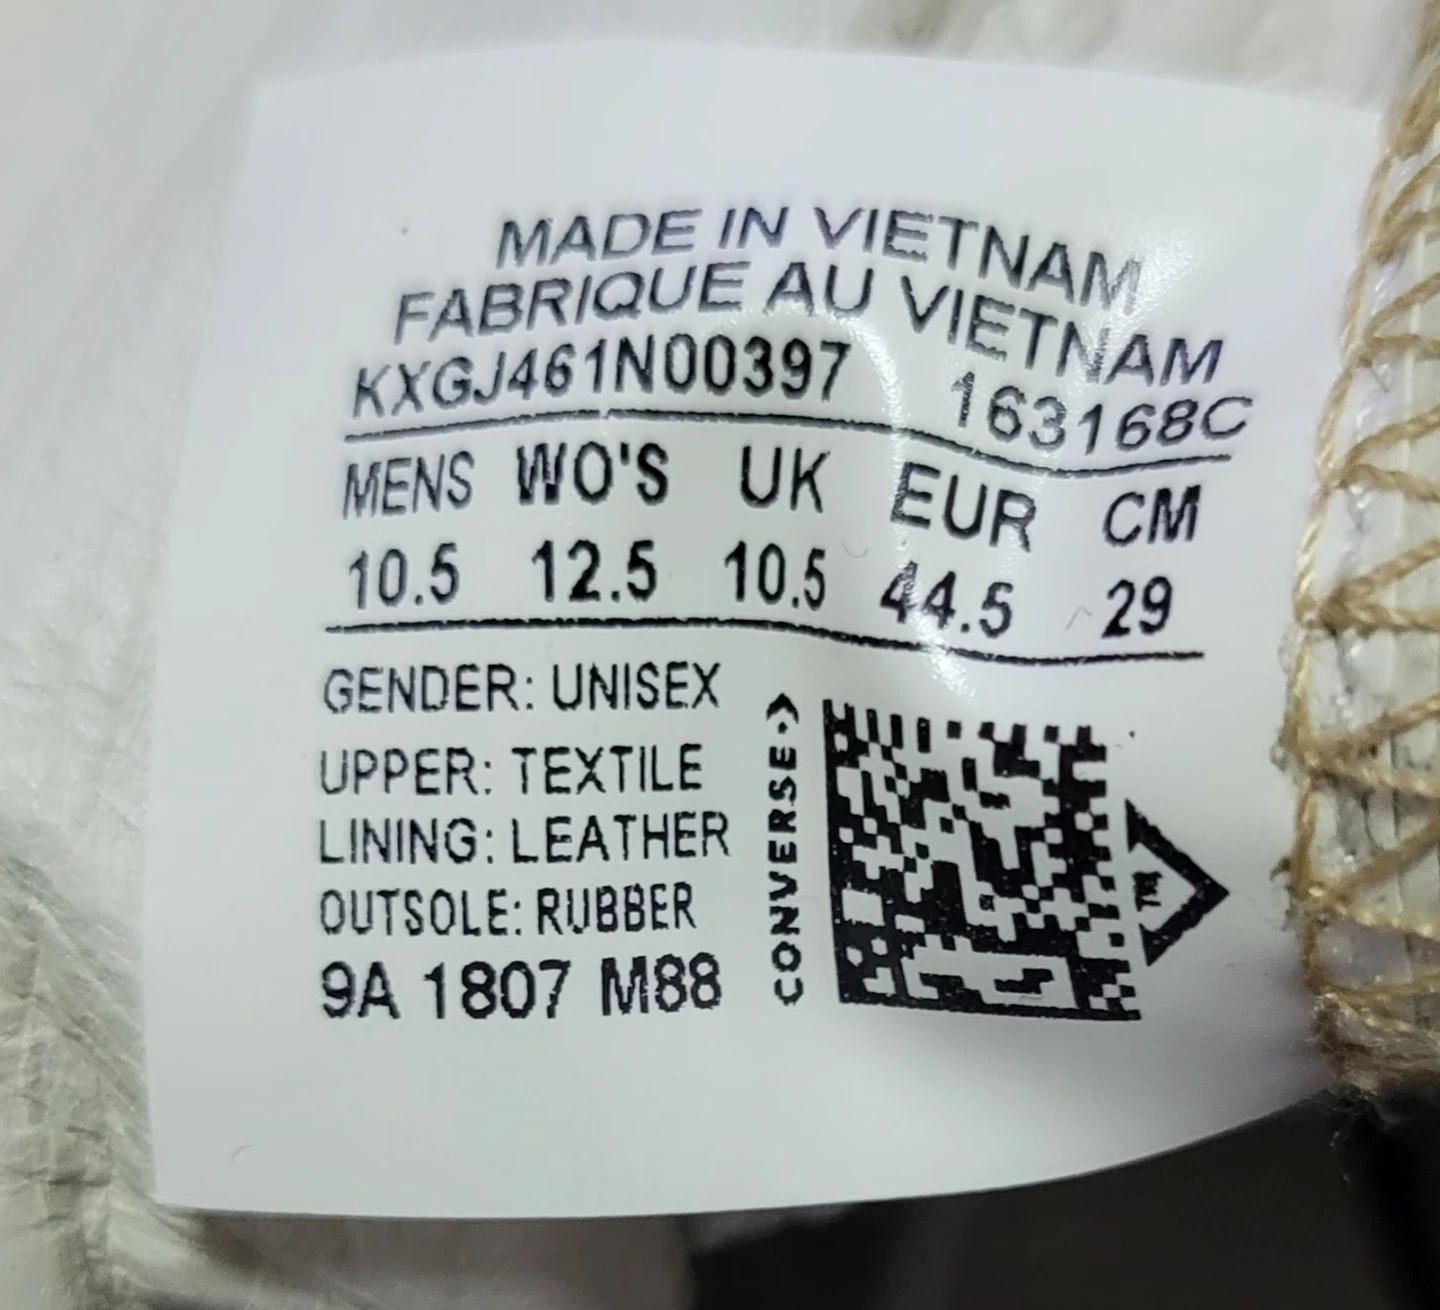 MADE IN VIETNAM
FABRIQUE AU VIETNAM
KXGJ461N00397 163168C
MENS WO'S UK EUR CM
10.5 12.5 10.5 44.5 29
GENDER: UNISEX
UPPER: TEXTILE
LINING: LEATHER
OUTSOLE: RUBBER
9A 1807 M88
CONVERSE
TM